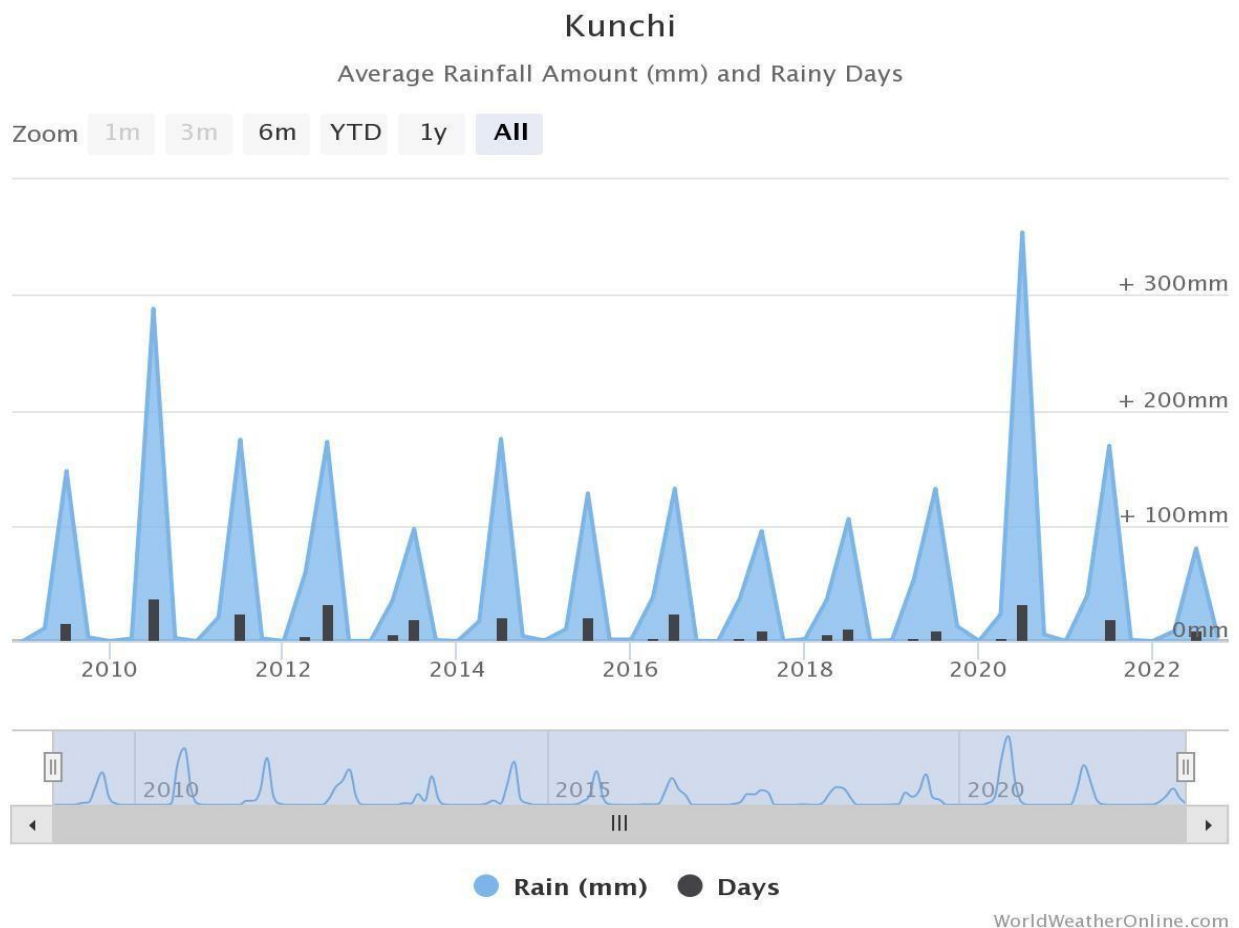 Kunchi
Average Rainfall Amount (mm) and Rainy Days
Zoom 1m 3m 6m YTD 1y All
+ 300mm
+ 200mm
+ 100mm
0mm
2010 2012 2014 2016 2018 2020 2022
2010 2015 2020
Rain (mm) Days
WorldWeatherOnline.com